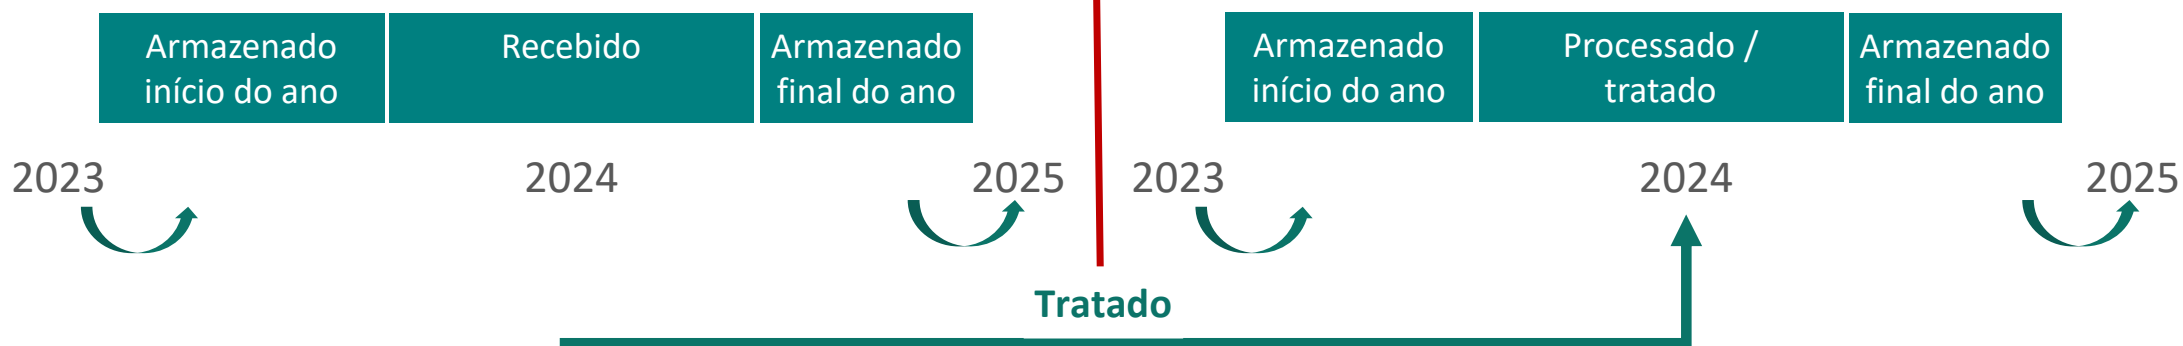 Armazenado
início do ano
Recebido
Armazenado
final do ano
2023
2024
2025
Armazenado
início do ano
Processado /
tratado
Armazenado
final do ano
2023
2024
2025
Tratado